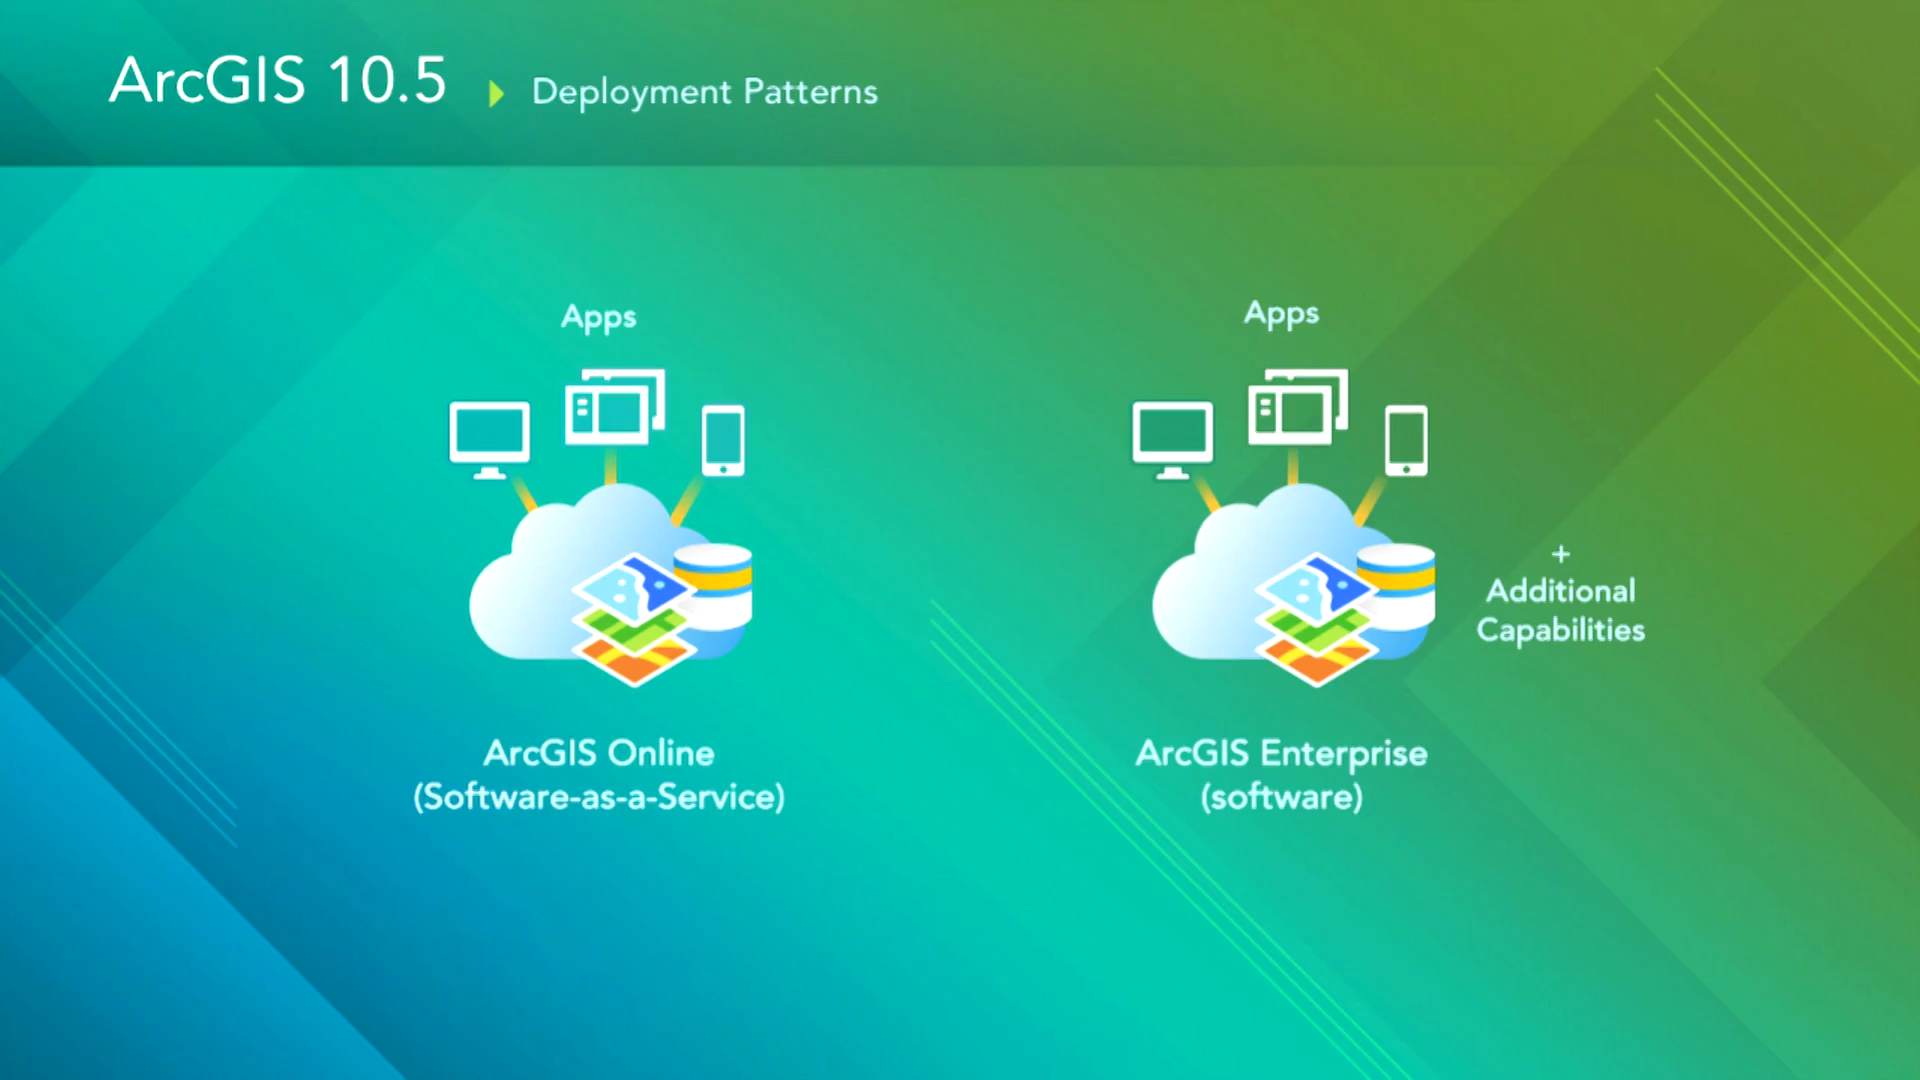 ArcGIS 10.5
Deployment Patterns
Apps
ArcGIS Online
(Software-as-a-Service)
Apps
+
Additional
Capabilities
ArcGIS Enterprise
(software)